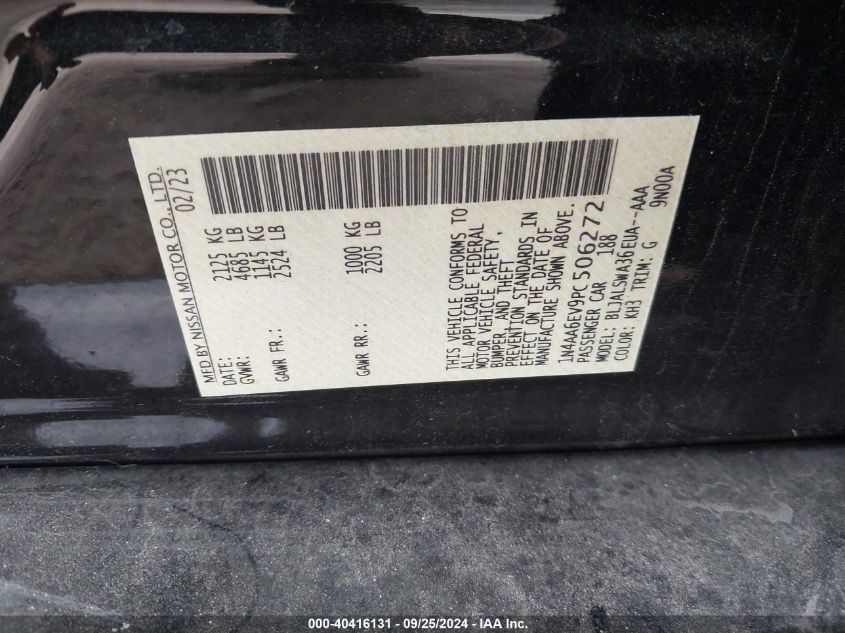 MFD BY NISSAN MOTOR CO., LTD.
DATE: 02/23
GVWR: 2125 KG
4685 LB
GAWR FR.: 1145 KG
2524 LB
GAWR RR.: 1000 KG
2205 LB
THIS VEHICLE CONFORMS TO
ALL APPLICABLE FEDERAL
MOTOR VEHICLE SAFETY,
BUMPER, AND THEFT
PREVENTION STANDARDS IN
EFFECT ON THE DATE OF
MANUFACTURE SHOWN ABOVE.
1N4AA6EV9PC506272
PASSENGER CAR 188
MODEL: BLJALSWA36EUA--AAA
COLOR: KH3 TRIM: G 9N00A
000-40416131 - 09/25/2024 - IAA Inc.